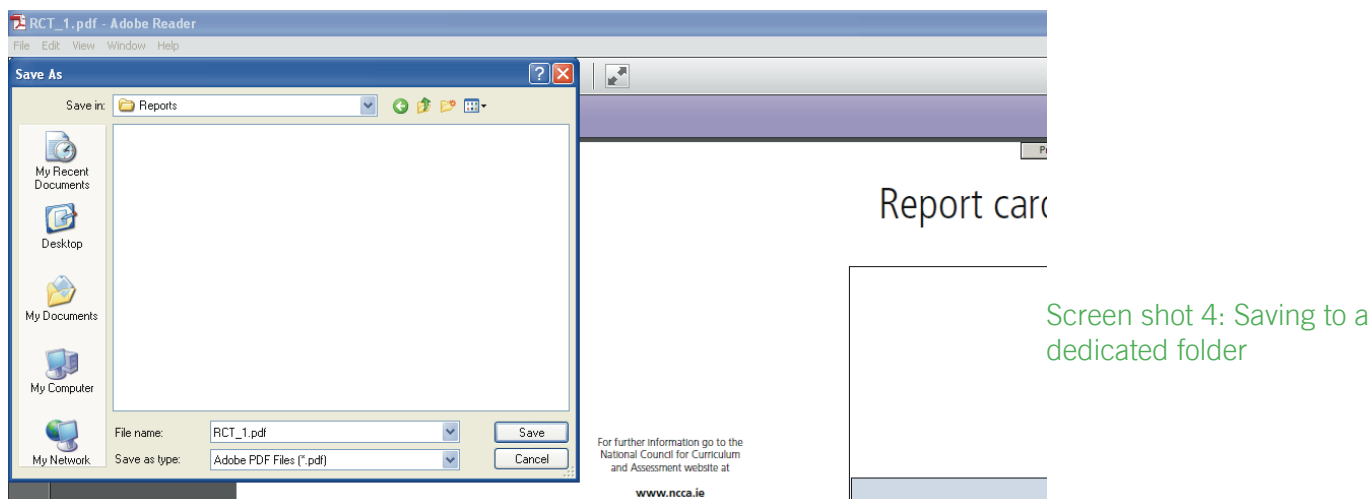 RCT_1.pdf - Adobe Reader
File Edit View Window Help
Save As
Save in: Reports
My Recent
Documents
Desktop
My Documents
My Computer
My Network
File name: RCT_1.pdf Save
Save as type: Adobe PDF Files (*.pdf) Cancel
Report
For further information go to the
National Council for Curriculum
and Assessment website at
www.ncca.ie
Screen shot 4: Saving to a
dedicated folder